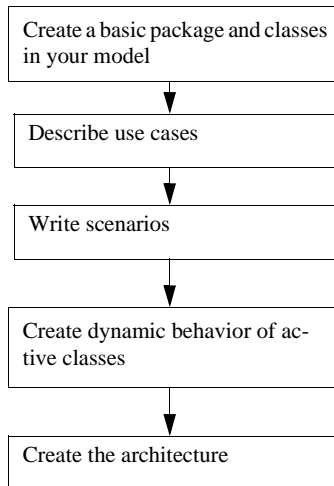 Create a basic package and classes
in your model
Describe use cases
Write scenarios
Create dynamic behavior of ac-
tive classes
Create the architecture